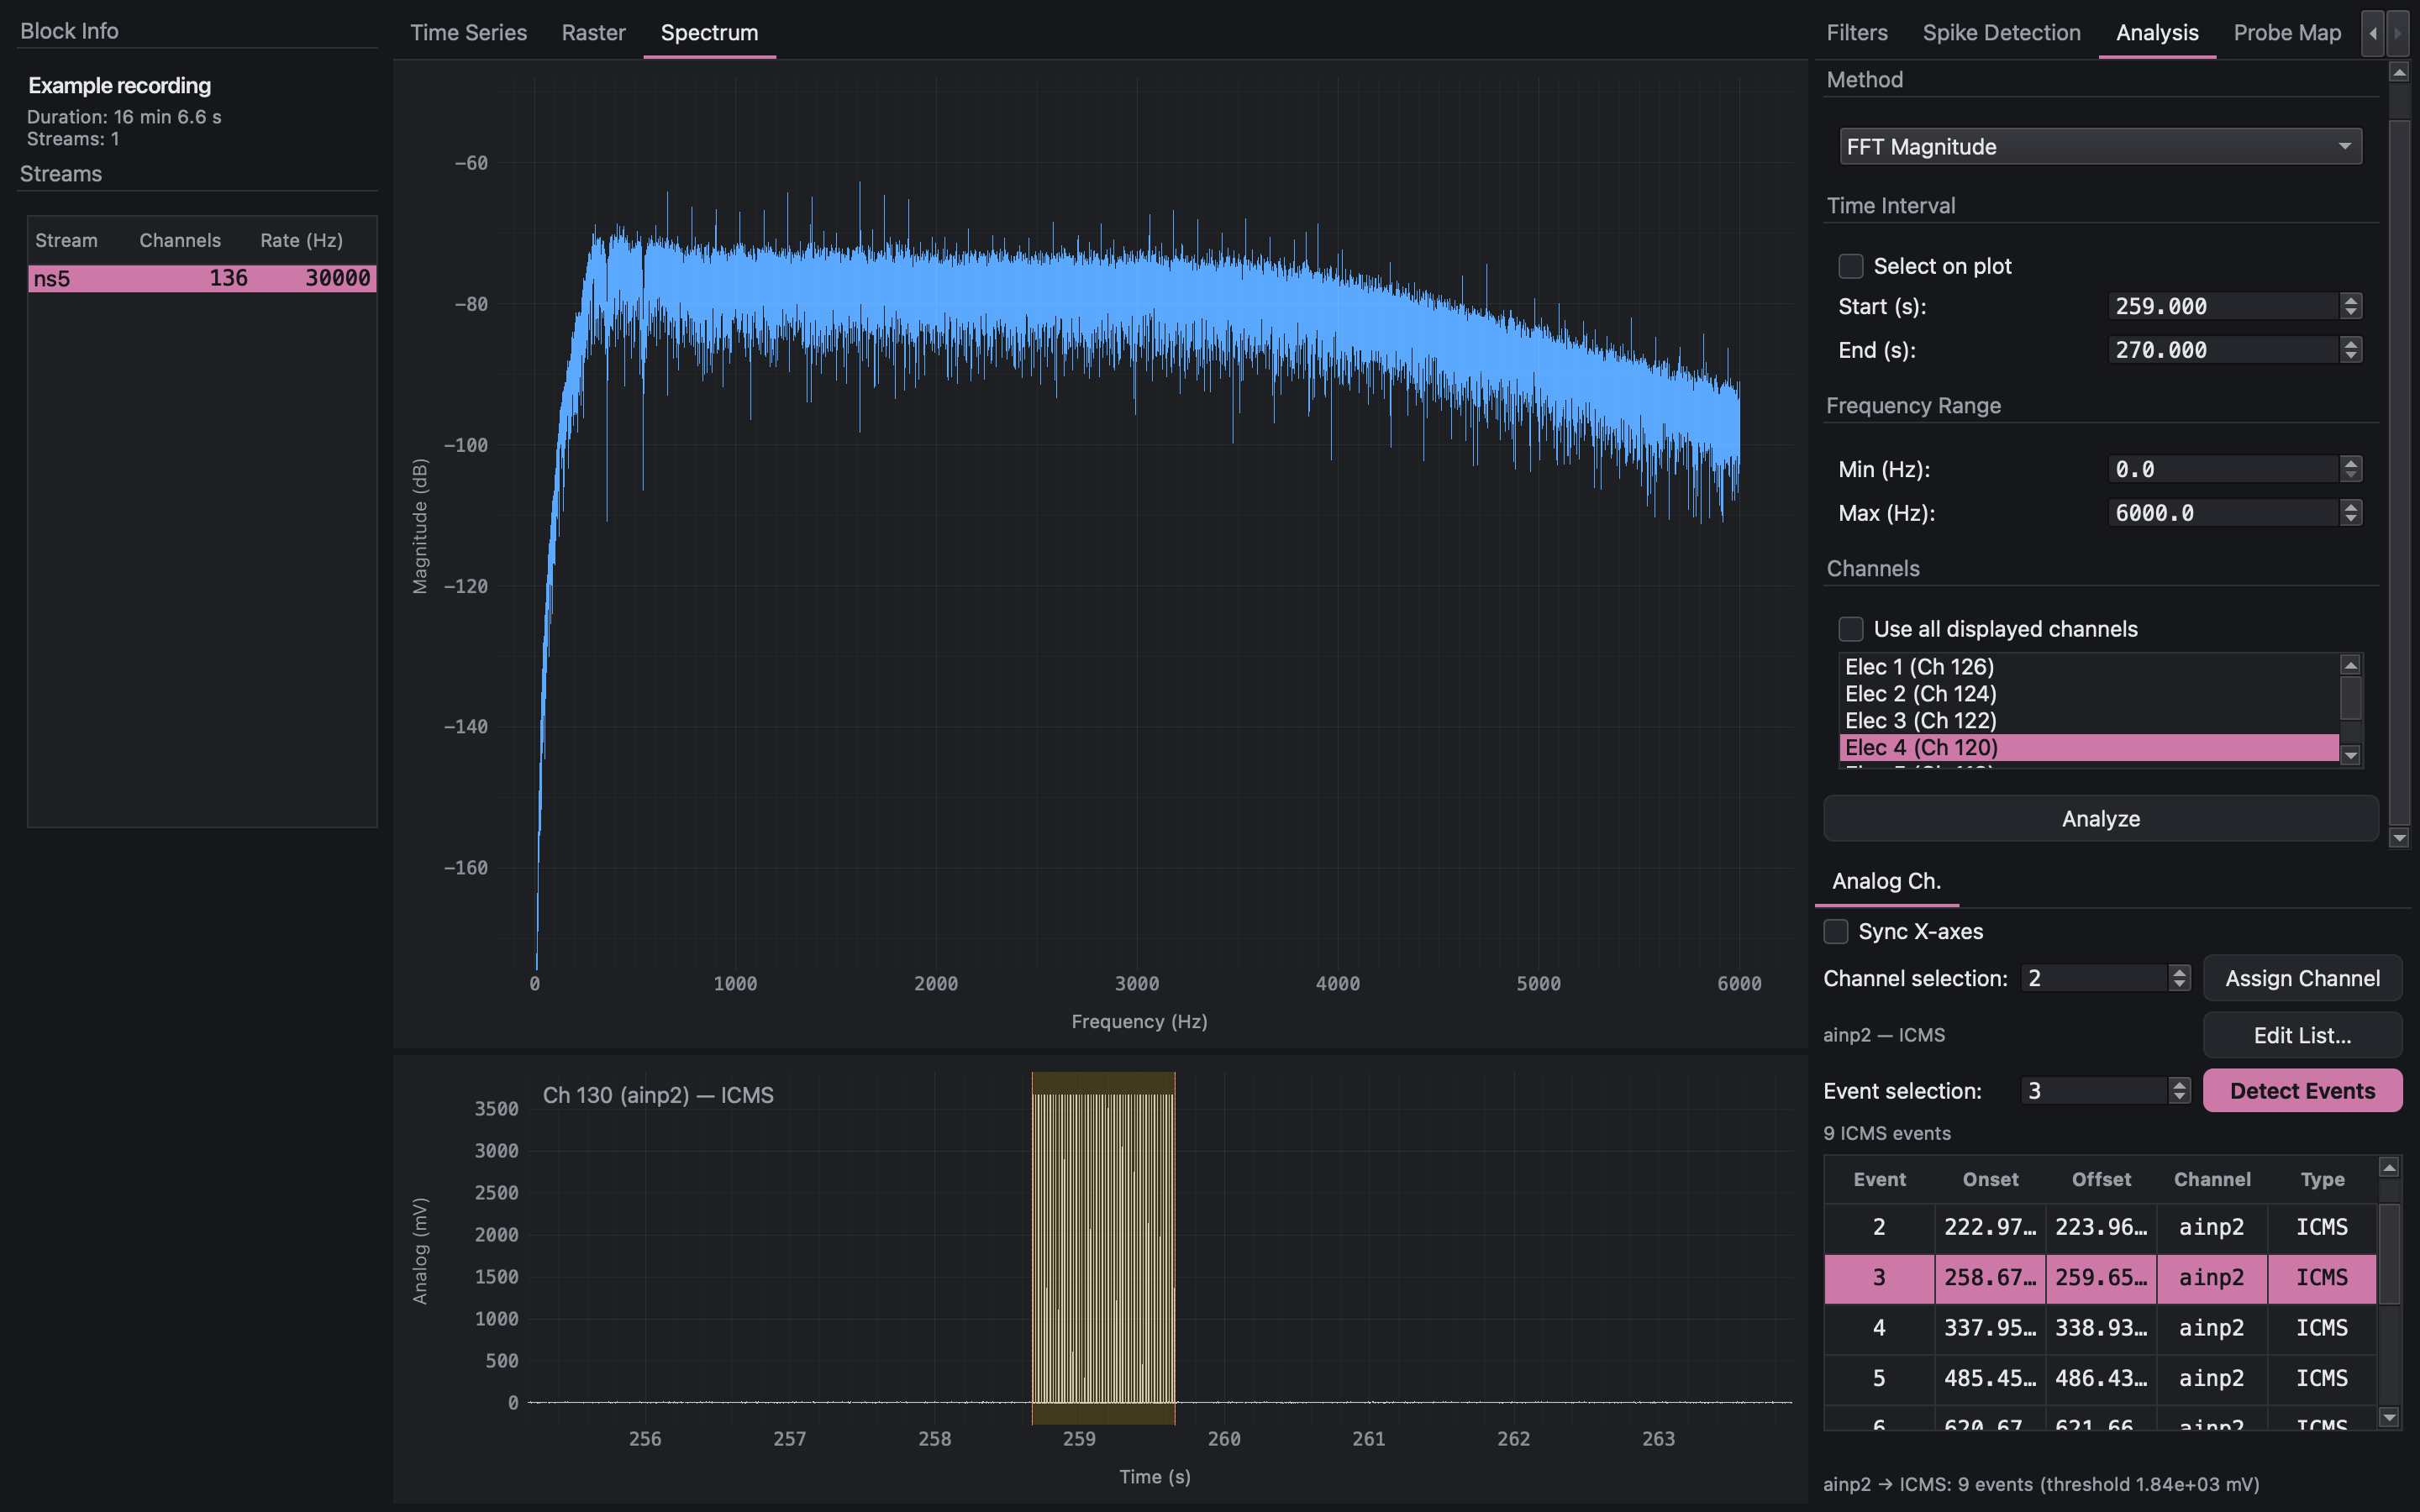 Block Info
Example recording
Duration: 16 min 6.6 s
Streams: 1
Streams
Stream Channels Rate (Hz)
ns5 136 30000
Time Series Raster Spectrum
Magnitude (dB)
−60
−80
−100
−120
−140
−160
0 1000 2000 3000 4000 5000 6000
Frequency (Hz)
Ch 130 (ainp2) — ICMS
Analog (mV)
3500
3000
2500
2000
1500
1000
500
0
256 257 258 259 260 261 262 263
Time (s)
Filters Spike Detection Analysis Probe Map
Method
FFT Magnitude
Time Interval
Select on plot
Start (s): 259.000
End (s): 270.000
Frequency Range
Min (Hz): 0.0
Max (Hz): 6000.0
Channels
Use all displayed channels
Elec 1 (Ch 126)
Elec 2 (Ch 124)
Elec 3 (Ch 122)
Elec 4 (Ch 120)
Analyze
Analog Ch.
Sync X-axes
Channel selection: 2 Assign Channel
ainp2 — ICMS Edit List...
Event selection: 3 Detect Events
9 ICMS events
Event Onset Offset Channel Type
2 222.97… 223.96… ainp2 ICMS
3 258.67… 259.65… ainp2 ICMS
4 337.95… 338.93… ainp2 ICMS
5 485.45… 486.43… ainp2 ICMS
6 620.67 621.66 ainp2 ICMS
ainp2 → ICMS: 9 events (threshold 1.84e+03 mV)